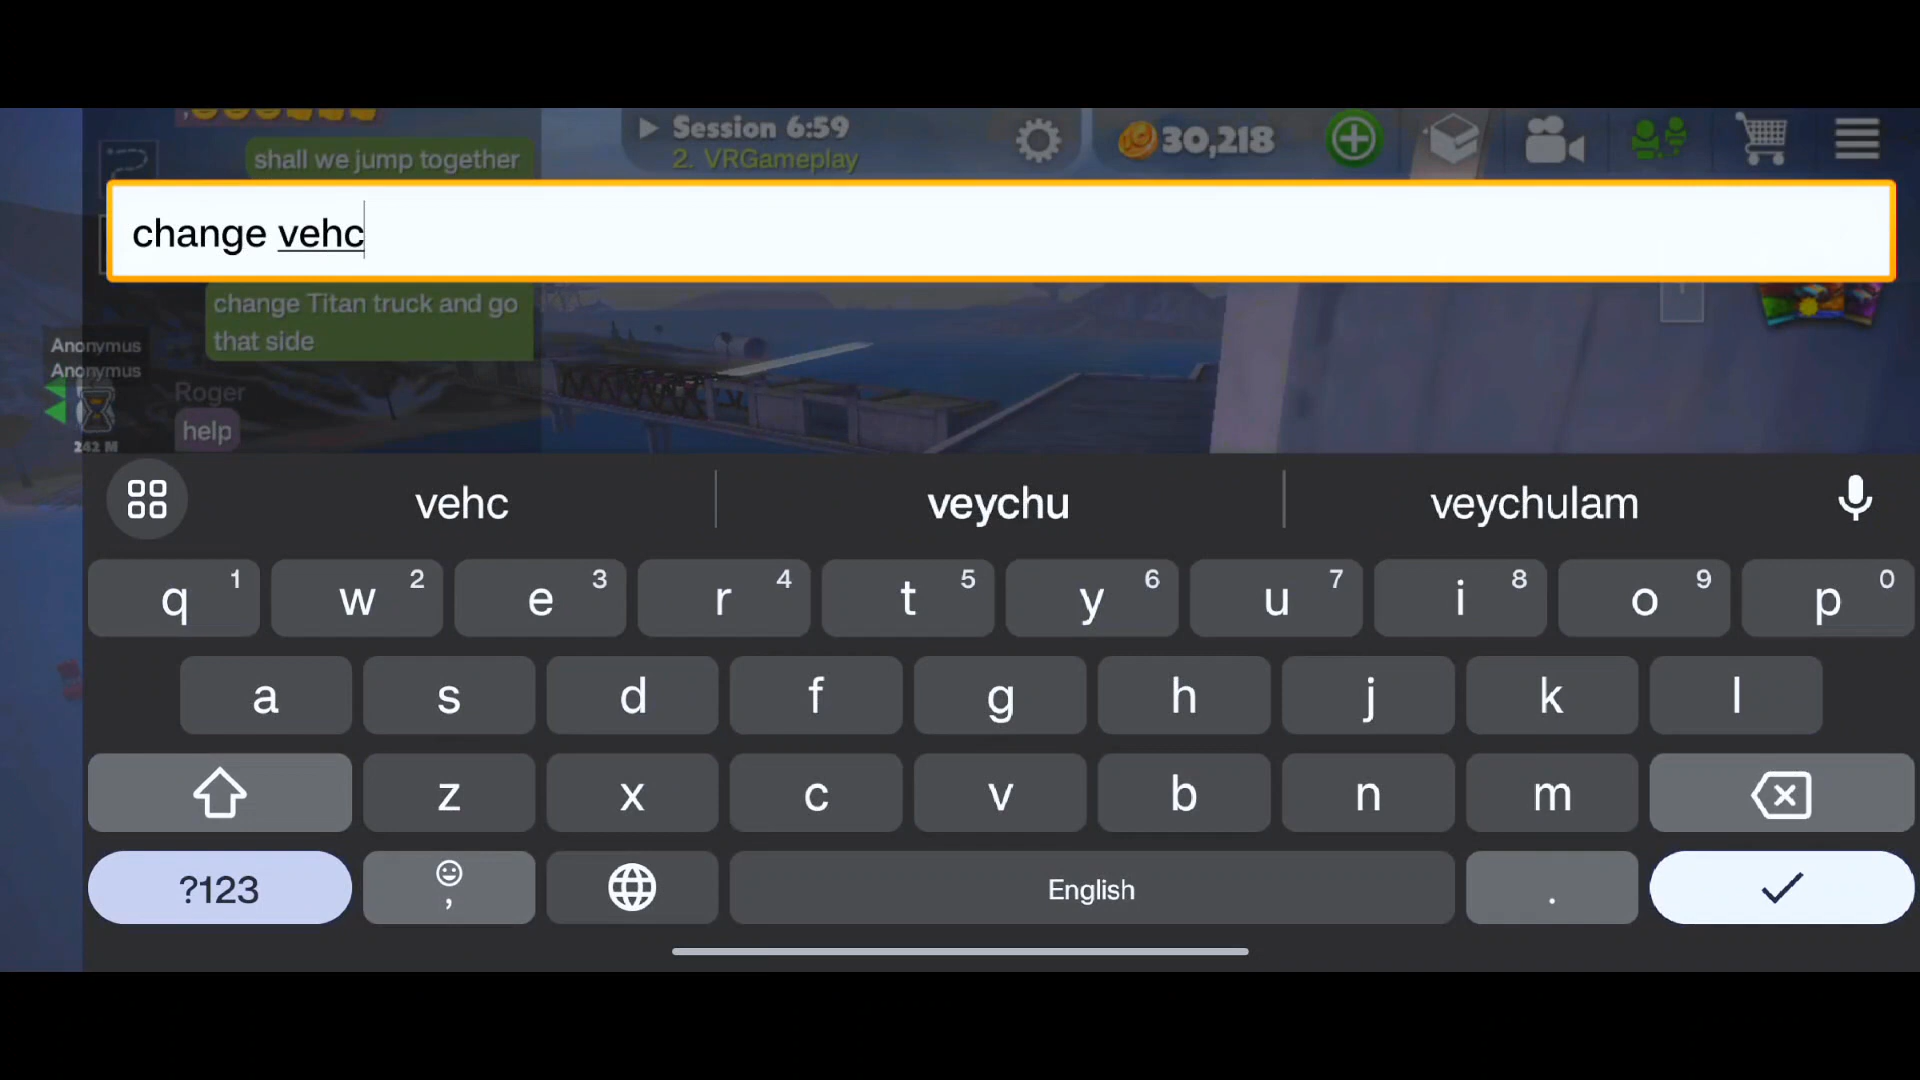 Session 6:59
30,218
shall we jump together
2. VRGameplay
change vehc
change Titan truck and go
that side
Anonymus
Anonymus
Roger
help
242 M
vehc veychu veychulam
q 1 w 2 e 3 r 4 t 5 y 6 u 7 i 8 o 9 p 0
a s d f g h j k l
z x c v b n m
?123 , English .